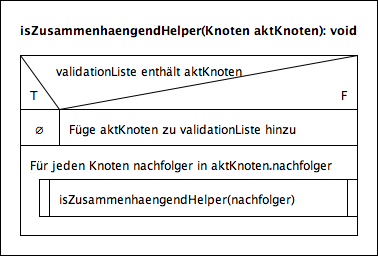 isZusammenhaengendHelper(Knoten aktKnoten): void
validationListe enthält aktKnoten
T F
∅ Füge aktKnoten zu validationListe hinzu
Für jeden Knoten nachfolger in aktKnoten.nachfolger
isZusammenhaengendHelper(nachfolger)